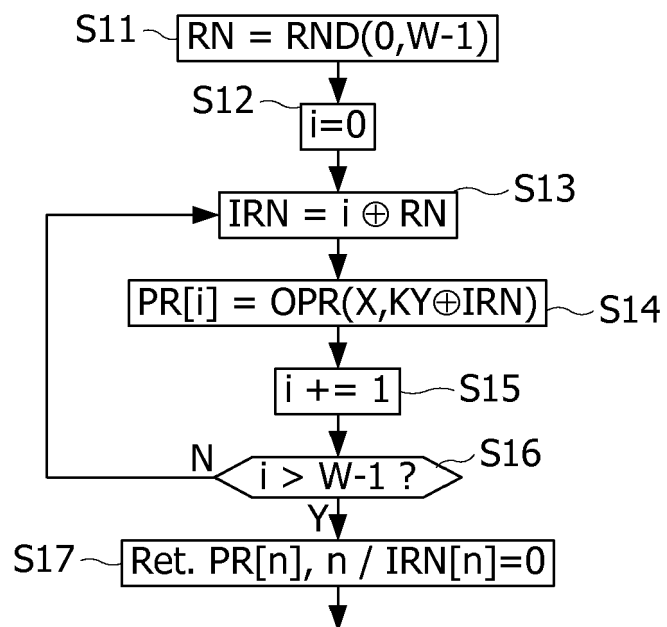 S11
RN = RND(0,W-1)
S12
i=0
S13
IRN = i ⊕ RN
PR[i] = OPR(X,KY⊕IRN)
S14
i += 1
S15
N
i > W-1 ?
S16
Y
S17
Ret. PR[n], n / IRN[n]=0